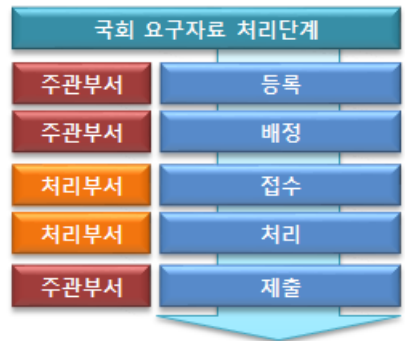 국회 요구자료 처리단계
주관부서 등록
주관부서 배정
처리부서 접수
처리부서 처리
주관부서 제출